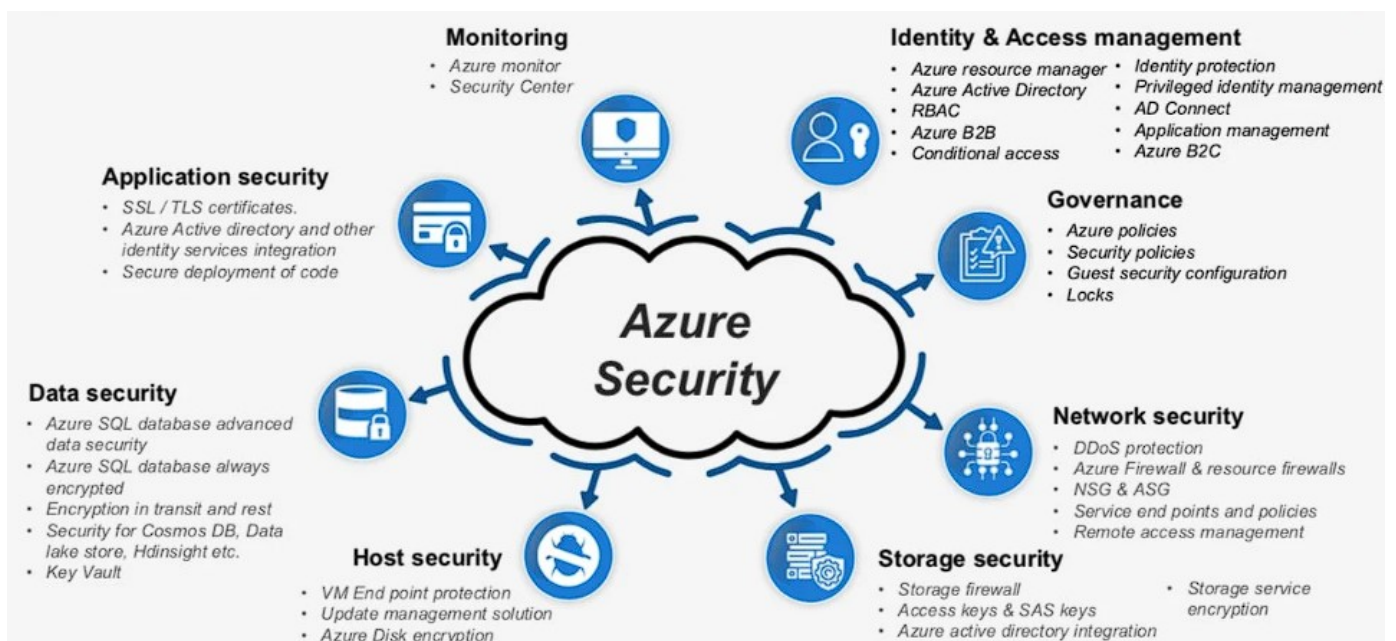 Monitoring
• Azure monitor
• Security Center
Identity & Access management
• Azure resource manager
• Azure Active Directory
• RBAC
• Azure B2B
• Conditional access
• Identity protection
• Privileged identity management
• AD Connect
• Application management
• Azure B2C
Application security
• SSL / TLS certificates.
• Azure Active directory and other
identity services integration
• Secure deployment of code
Governance
• Azure policies
• Security policies
• Guest security configuration
• Locks
Azure
Security
Data security
• Azure SQL database advanced
data security
• Azure SQL database always
encrypted
• Encryption in transit and rest
• Security for Cosmos DB, Data
lake store, Hdinsight etc.
• Key Vault
Network security
• DDoS protection
• Azure Firewall & resource firewalls
• NSG & ASG
• Service end points and policies
• Remote access management
Host security
• VM End point protection
• Update management solution
• Azure Disk encryption
Storage security
• Storage firewall
• Access keys & SAS keys
• Azure active directory integration
• Storage service
encryption